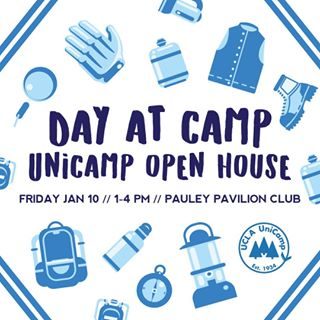 DAY AT CAMP
UNiCAMP OPEN HOUSE
FRIDAY JAN 10 // 1-4 PM // PAULEY PAVILION CLUB
UCLA UniCamp
Est. 1934